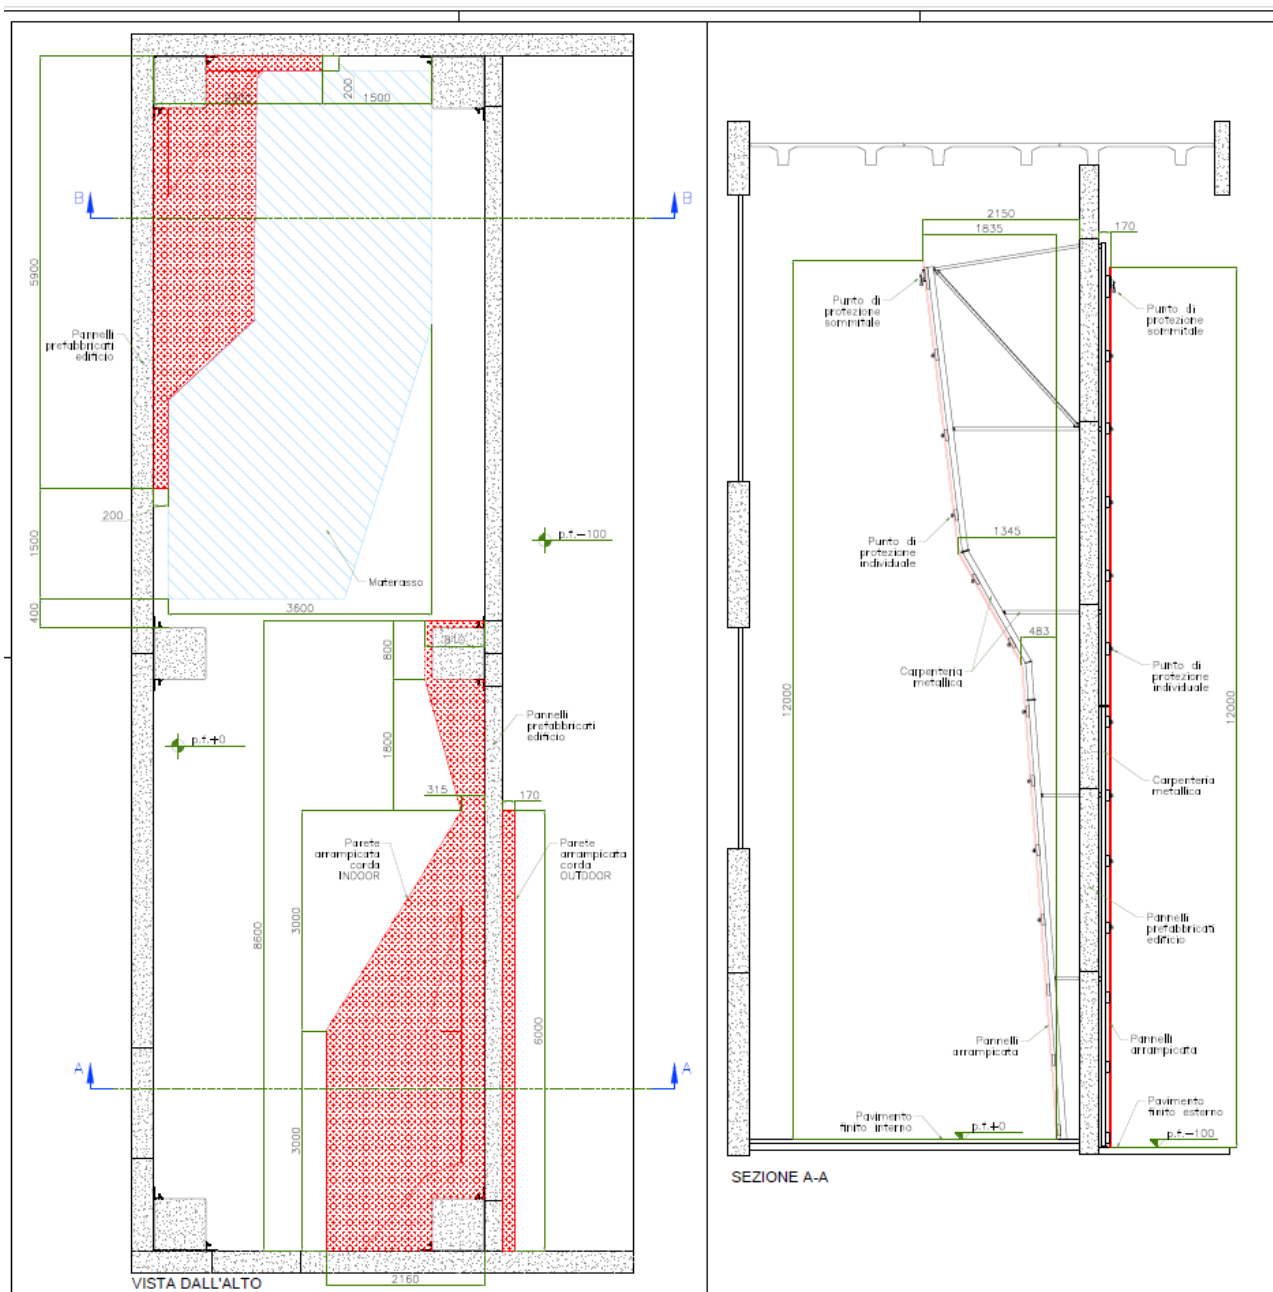 200
1500
B
B
5900
Pannelli
prefabbricati
edificio
200
1500
p.f.-100
Materasso
400
3600
800
810
Pannelli
prefabbricati
edificio
p.f.+0
1800
315
170
Parete
arrampicata
corda
INDOOR
Parete
arrampicata
corda
OUTDOOR
3000
8600
6000
A
A
3000
2160
VISTA DALL'ALTO
2150
1835
170
Punto di
protezione
sommitale
Punto di
protezione
sommitale
1345
Punto di
protezione
individuale
483
Carpenteria
metallica
Punto di
protezione
individuale
12000
12000
Carpenteria
metallica
Pannelli
prefabbricati
edificio
Pannelli
arrampicata
Pannelli
arrampicata
Pavimento
finito interno
p.f.+0
Pavimento
finito esterno
p.f.-100
SEZIONE A-A